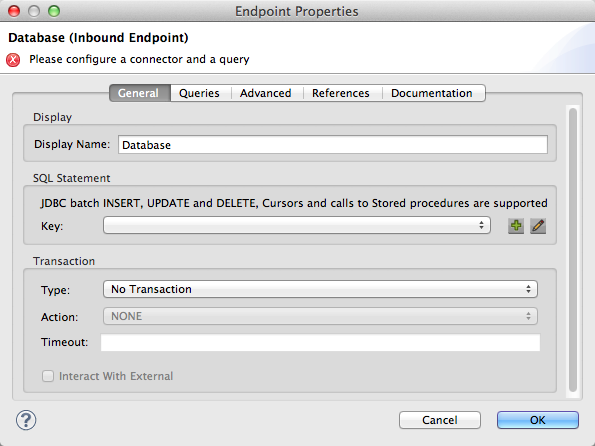 Endpoint Properties
Database (Inbound Endpoint)
Please configure a connector and a query
General Queries Advanced References Documentation
Display
Display Name: Database
SQL Statement
JDBC batch INSERT, UPDATE and DELETE, Cursors and calls to Stored procedures are supported
Key:
Transaction
Type: No Transaction
Action: NONE
Timeout:
Interact With External
? Cancel OK